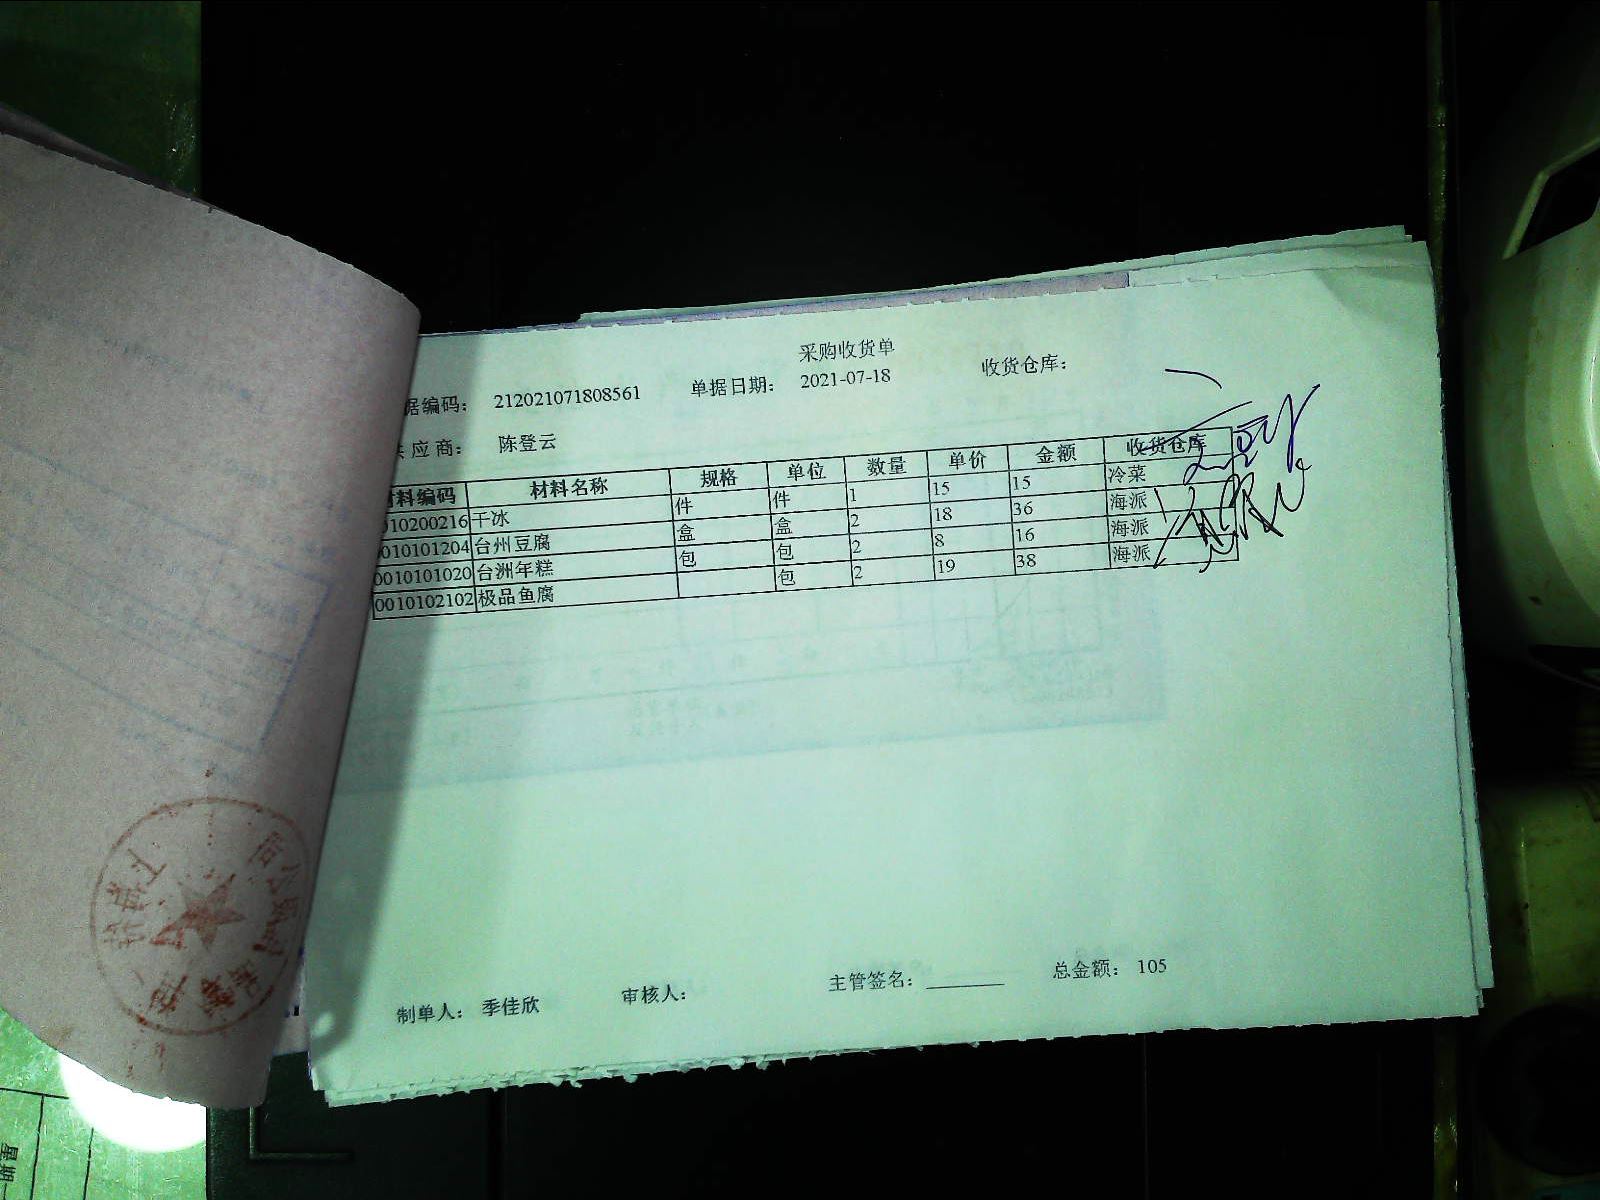 采购收货单
据编码： 212021071808561 单据日期： 2021-07-18 收货仓库：
供应商： 陈登云
材料编码 材料名称 规格 单位 数量 单价 金额 收货仓库
010200216 干冰 件 件 1 15 15 冷菜
0010101204 台州豆腐 盒 盒 2 18 36 海派
0010101020 台洲年糕 包 包 2 8 16 海派
0010102102 极品鱼腐 包 2 19 38 海派
制单人： 季佳欣 审核人： 主管签名： 总金额： 105
星期